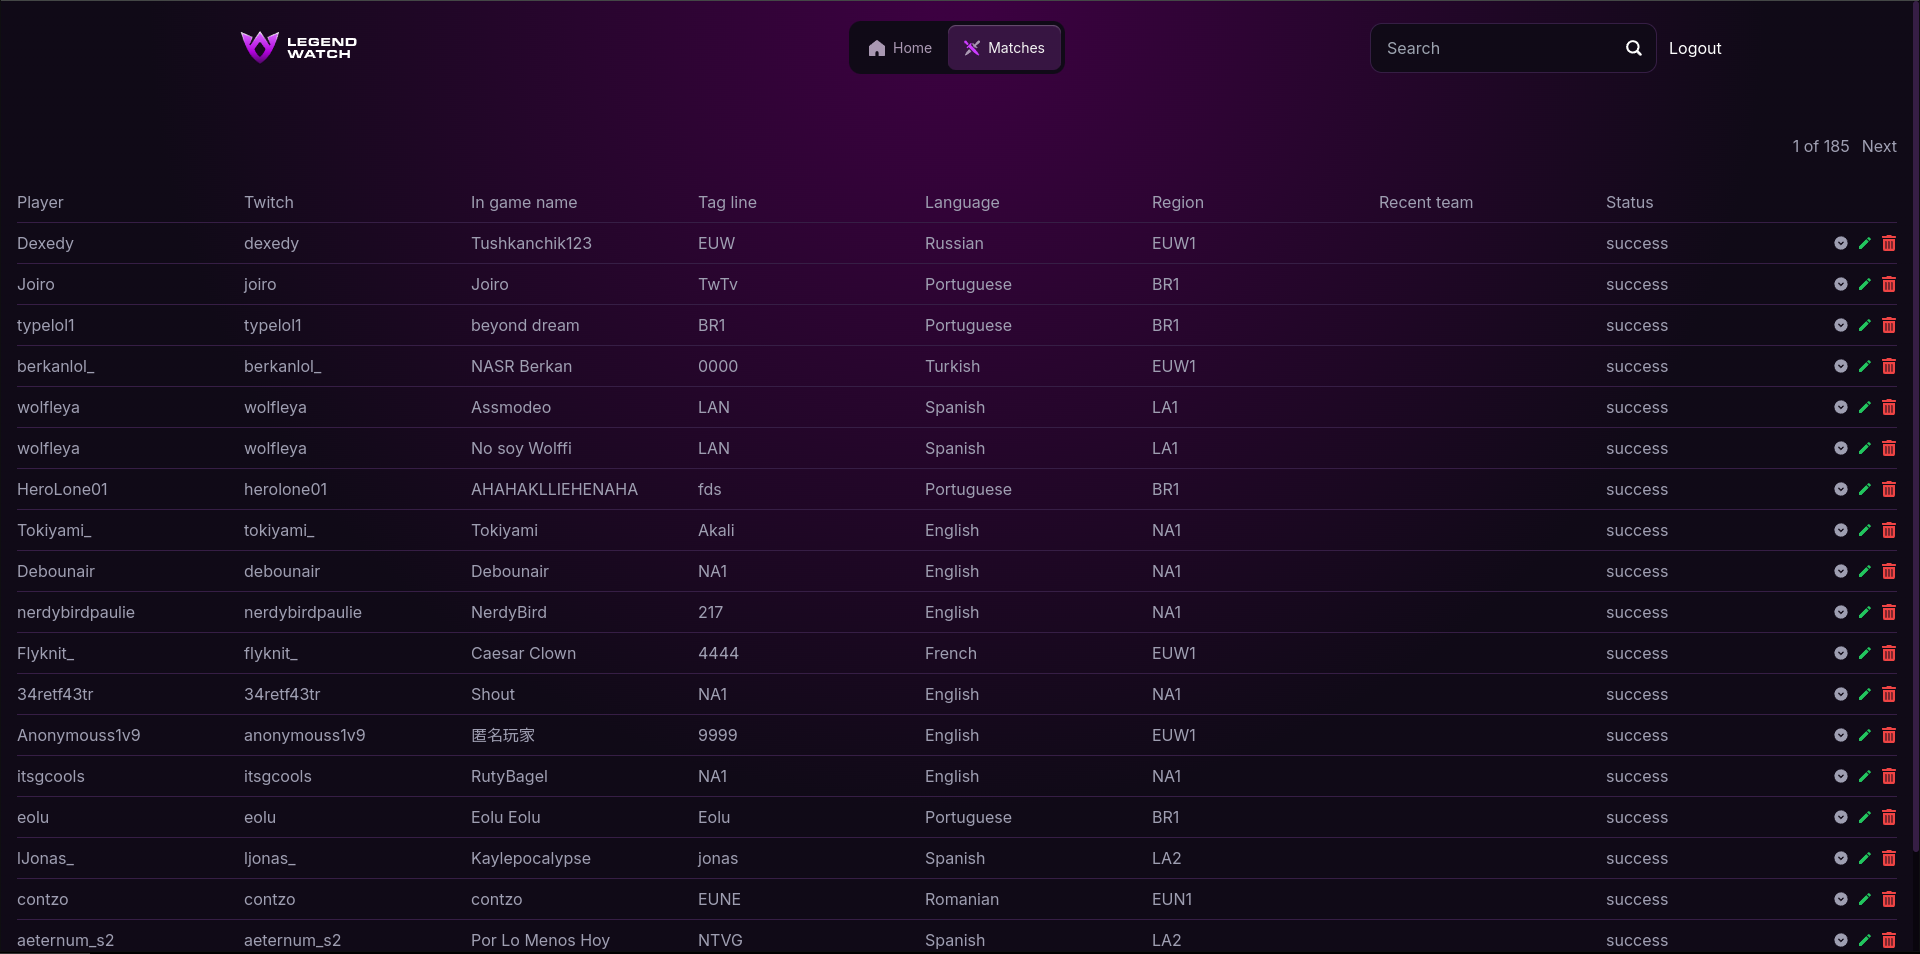 LEGEND WATCH
Home
Matches
Search
Logout
1 of 185 Next
Player Twitch In game name Tag line Language Region Recent team Status
Dexedy dexedy Tushkanchik123 EUW Russian EUW1 success
Joiro joiro Joiro TwTv Portuguese BR1 success
typelol1 typelol1 beyond dream BR1 Portuguese BR1 success
berkanlol_ berkanlol_ NASR Berkan 0000 Turkish EUW1 success
wolfleya wolfleya Assmodeo LAN Spanish LA1 success
wolfleya wolfleya No soy Wolffi LAN Spanish LA1 success
HeroLone01 herolone01 AHAHAKLLIEHENAHA fds Portuguese BR1 success
Tokiyami_ tokiyami_ Tokiyami Akali English NA1 success
Debounair debounair Debounair NA1 English NA1 success
nerdybirdpaulie nerdybirdpaulie NerdyBird 217 English NA1 success
Flyknit_ flyknit_ Caesar Clown 4444 French EUW1 success
34retf43tr 34retf43tr Shout NA1 English NA1 success
Anonymouss1v9 anonymouss1v9 匿名玩家 9999 English EUW1 success
itsgcools itsgcools RutyBagel NA1 English NA1 success
eolu eolu Eolu Eolu Eolu Portuguese BR1 success
IJonas_ ljonas_ Kaylepocalypse jonas Spanish LA2 success
contzo contzo contzo EUNE Romanian EUN1 success
aeternum_s2 aeternum_s2 Por Lo Menos Hoy NTVG Spanish LA2 success